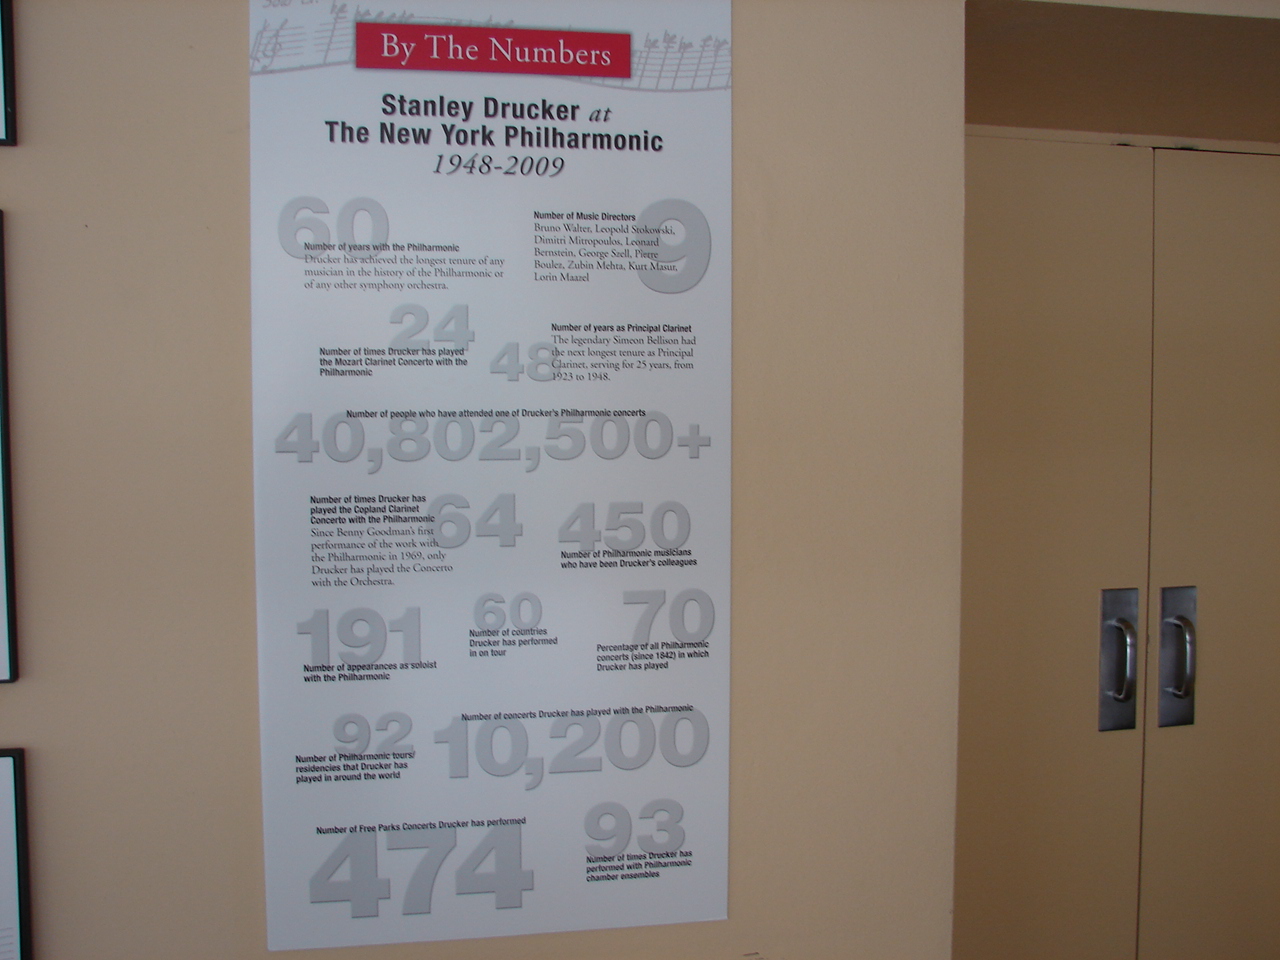 By The Numbers
Stanley Drucker at
The New York Philharmonic
1948-2009
60
Number of years with the Philharmonic
Drucker has achieved the longest tenure of any
musician in the history of the Philharmonic or
of any other symphony orchestra.
9
Number of Music Directors
Bruno Walter, Leopold Stokowski,
Dimitri Mitropoulos, Leonard
Bernstein, George Szell, Pierre
Boulez, Zubin Mehta, Kurt Masur,
Lorin Maazel
24
Number of times Drucker has played
the Mozart Clarinet Concerto with the
Philharmonic
48
Number of years as Principal Clarinet
The legendary Simeon Bellison had
the next longest tenure as Principal
Clarinet, serving for 25 years, from
1923 to 1948.
Number of people who have attended one of Drucker's Philharmonic concerts
40,802,500+
Number of times Drucker has
played the Copland Clarinet
Concerto with the Philharmonic
64
Since Benny Goodman's first
performance of the work with
the Philharmonic in 1969, only
Drucker has played the Concerto
with the Orchestra.
450
Number of Philharmonic musicians
who have been Drucker's colleagues
191
Number of appearances as soloist
with the Philharmonic
60
Number of countries
Drucker has performed
in on tour
70
Percentage of all Philharmonic
concerts (since 1842) in which
Drucker has played
92
Number of Philharmonic tours/
residencies that Drucker has
played in around the world
Number of concerts Drucker has played with the Philharmonic
10,200
Number of Free Parks Concerts Drucker has performed
474
93
Number of times Drucker has
performed with Philharmonic
chamber ensembles